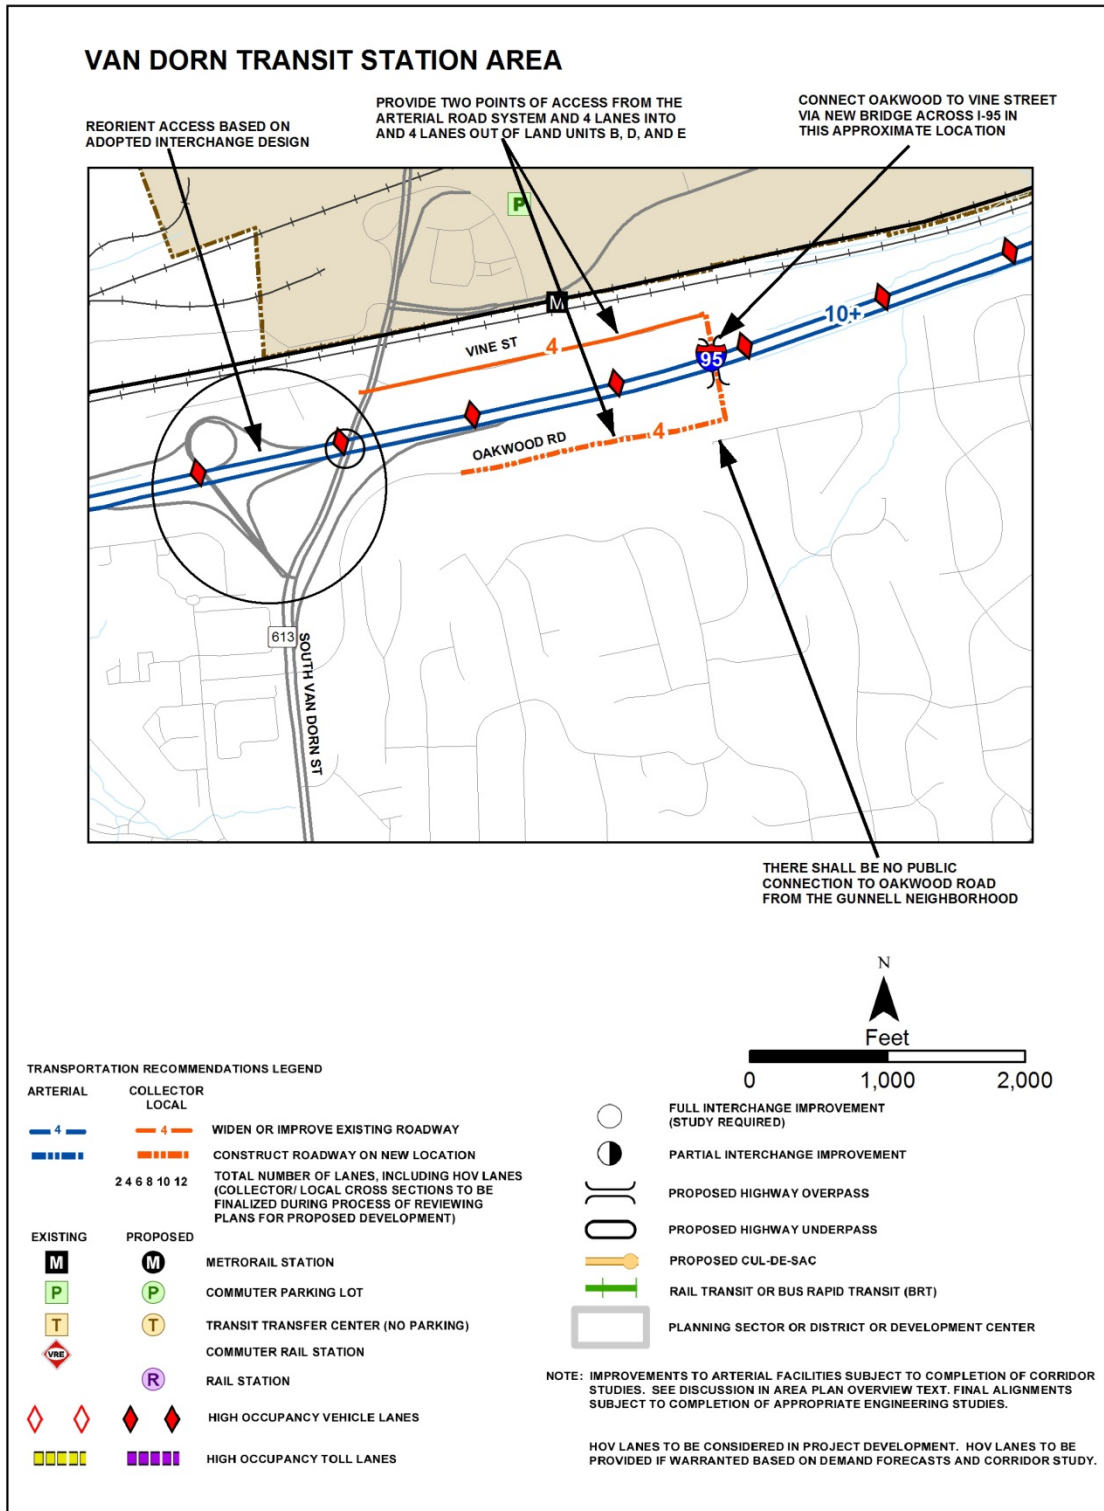 VAN DORN TRANSIT STATION AREA
REORIENT ACCESS BASED ON
ADOPTED INTERCHANGE DESIGN
PROVIDE TWO POINTS OF ACCESS FROM THE
ARTERIAL ROAD SYSTEM AND 4 LANES INTO
AND 4 LANES OUT OF LAND UNITS B, D, AND E
CONNECT OAKWOOD TO VINE STREET
VIA NEW BRIDGE ACROSS I-95 IN
THIS APPROXIMATE LOCATION
P
M
10+
VINE ST
4
95
OAKWOOD RD
4
613
SOUTH VAN DORN ST
THERE SHALL BE NO PUBLIC
CONNECTION TO OAKWOOD ROAD
FROM THE GUNNELL NEIGHBORHOOD
N
Feet
0 1,000 2,000
TRANSPORTATION RECOMMENDATIONS LEGEND
ARTERIAL COLLECTOR
LOCAL
4 4 WIDEN OR IMPROVE EXISTING ROADWAY
CONSTRUCT ROADWAY ON NEW LOCATION
2 4 6 8 10 12 TOTAL NUMBER OF LANES, INCLUDING HOV LANES
(COLLECTOR/ LOCAL CROSS SECTIONS TO BE
FINALIZED DURING PROCESS OF REVIEWING
PLANS FOR PROPOSED DEVELOPMENT)
EXISTING PROPOSED
M M METRORAIL STATION
P P COMMUTER PARKING LOT
T T TRANSIT TRANSFER CENTER (NO PARKING)
VRE COMMUTER RAIL STATION
R RAIL STATION
HIGH OCCUPANCY VEHICLE LANES
HIGH OCCUPANCY TOLL LANES
FULL INTERCHANGE IMPROVEMENT
(STUDY REQUIRED)
PARTIAL INTERCHANGE IMPROVEMENT
PROPOSED HIGHWAY OVERPASS
PROPOSED HIGHWAY UNDERPASS
PROPOSED CUL-DE-SAC
RAIL TRANSIT OR BUS RAPID TRANSIT (BRT)
PLANNING SECTOR OR DISTRICT OR DEVELOPMENT CENTER
NOTE: IMPROVEMENTS TO ARTERIAL FACILITIES SUBJECT TO COMPLETION OF CORRIDOR
STUDIES. SEE DISCUSSION IN AREA PLAN OVERVIEW TEXT. FINAL ALIGNMENTS
SUBJECT TO COMPLETION OF APPROPRIATE ENGINEERING STUDIES.
HOV LANES TO BE CONSIDERED IN PROJECT DEVELOPMENT. HOV LANES TO BE
PROVIDED IF WARRANTED BASED ON DEMAND FORECASTS AND CORRIDOR STUDY.